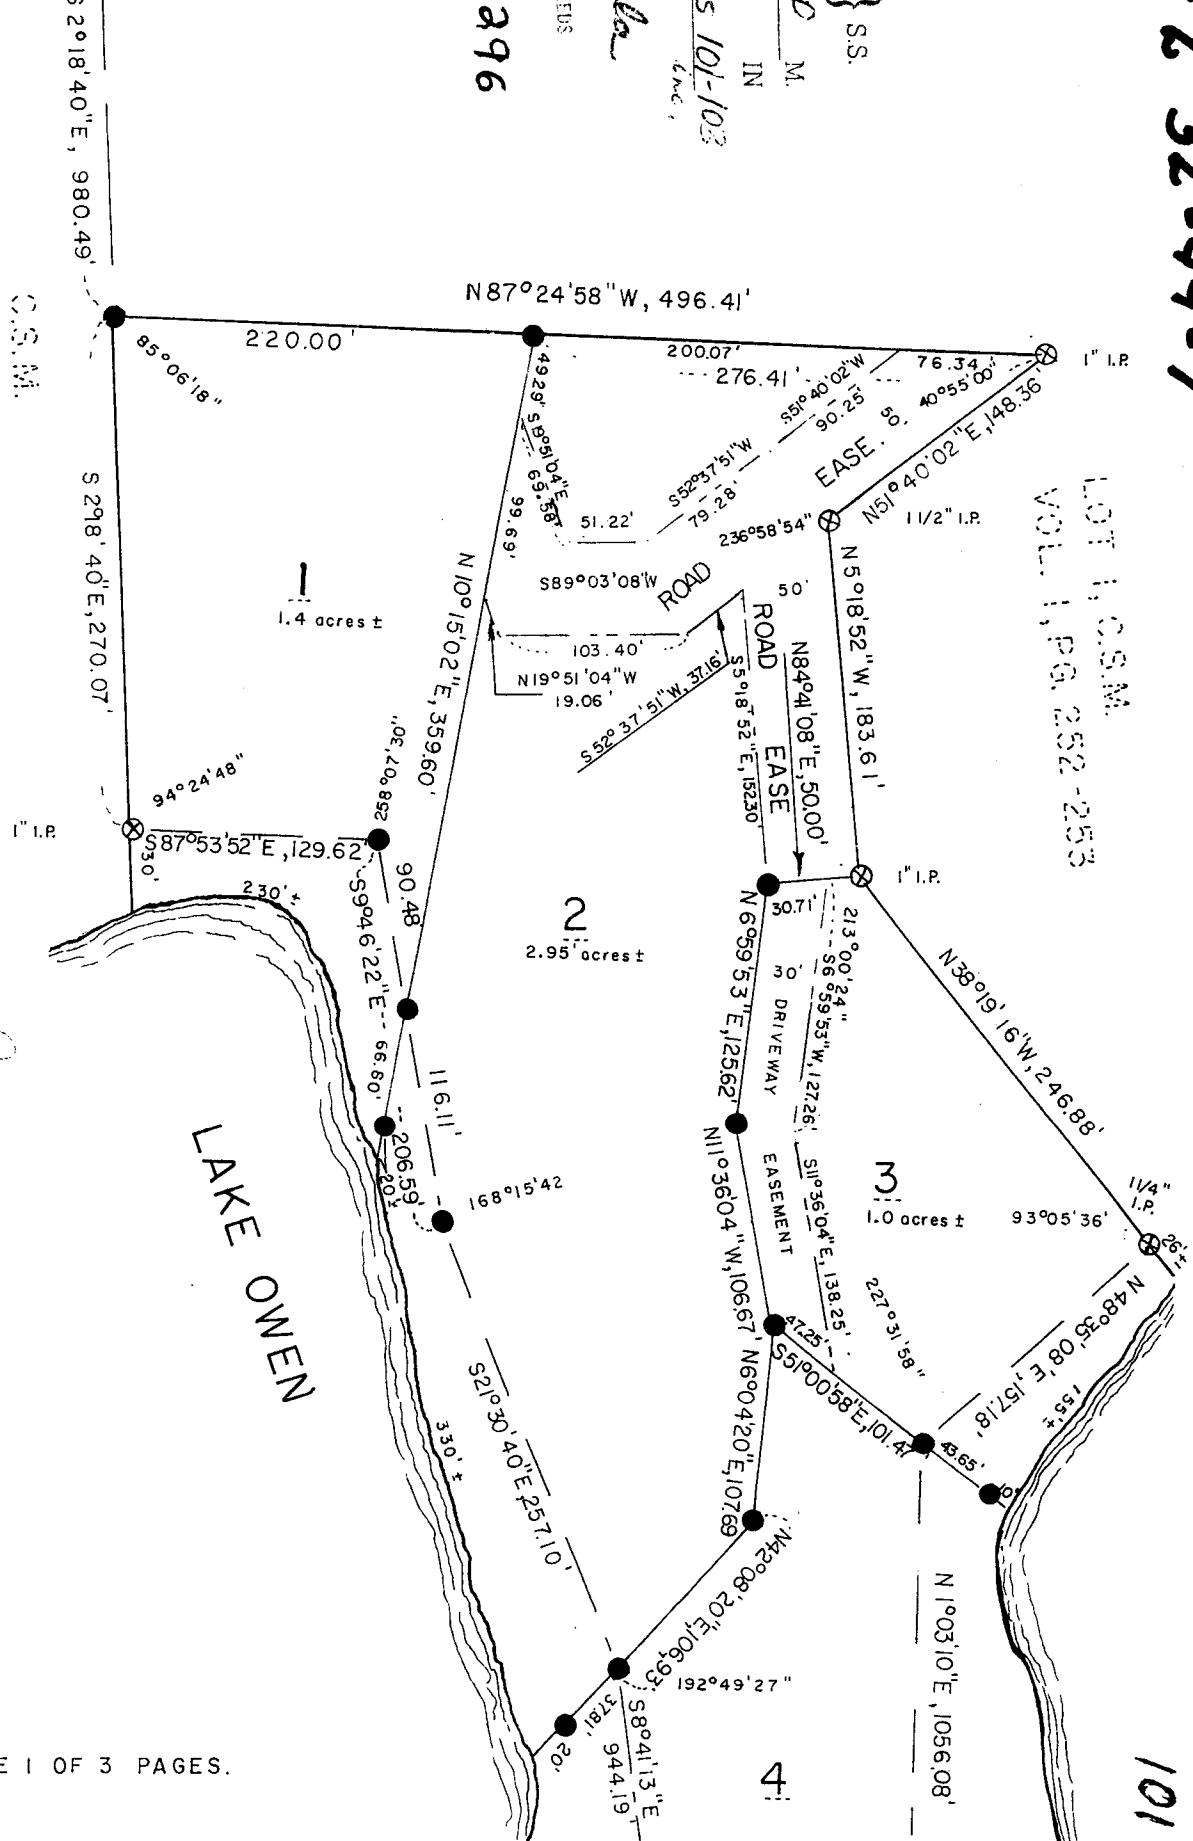 S.S.
M.
IN
S 101-103
inc.,
296
101
S 2°18'40"E, 980.49'
C.S.M.
N87°24'58"W, 496.41'
220.00'
200.07'
276.41'
76.34'
1" I.P.
85°06'18"
40°55'00"
S51°40'02"W
90.25'
50'
EASE.
N51°40'02"E, 148.36'
49.29'
S19°51'04"E
69.58'
99.69'
51.22'
S52°37'51"W
79.28'
236°58'54"
1 1/2" I.P.
LOT 1, C.S.M.
VOL. 1, PG. 252-253
S89°03'08"W
ROAD
50'
ROAD
EASE
N5°18'52"W, 183.61'
N84°41'08"E, 50.00'
S5°18'52"E, 152.30'
103.40'
N19°51'04"W
19.06'
S52°37'51"W, 37.16'
S 2°18'40"E, 270.07'
1
1.4 acres ±
N 10°15'02"E, 359.60'
258°07'30"
94°24'48"
1" I.P.
S87°53'52"E, 129.62'
30'
230' ±
S9°46'22"E
90.48'
66.80'
116.11'
206.59'
20'±
168°15'42
2
2.95 acres ±
1" I.P.
30.71'
213°00'24"
S6°59'53"W, 127.26'
N6°59'53"E, 125.62'
30'
DRIVEWAY
EASEMENT
N38°19'16"W, 246.88'
N11°36'04"W, 106.67'
S11°36'04"E, 138.25'
3
1.0 acres ±
93°05'36'
1 1/4"
I.P.
26'±
N 48°35'08"E, 157.18'
155'±
227°31'58"
47.25'
S51°00'58"E, 101.47'
43.65'
10'
N6°04'20"E, 107.69
N42°08'20"E, 106.93
192°49'27"
37.81'
20'
S21°30'40"E, 257.10'
330' ±
LAKE OWEN
S8°41'13"E
944.19'
N 1°03'10"E, 1056.08'
4
E 1 OF 3 PAGES.